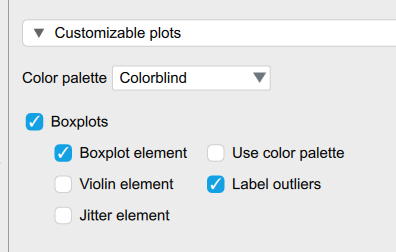 Customizable plots
Color palette Colorblind
Boxplots
Boxplot element Use color palette
Violin element Label outliers
Jitter element